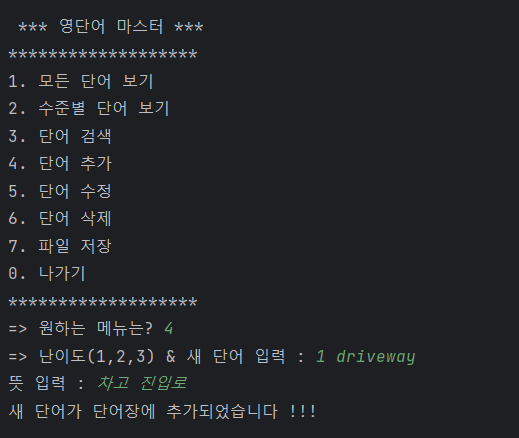 *** 영단어 마스터 ***
*******************
1. 모든 단어 보기
2. 수준별 단어 보기
3. 단어 검색
4. 단어 추가
5. 단어 수정
6. 단어 삭제
7. 파일 저장
0. 나가기
*******************
=> 원하는 메뉴는? 4
=> 난이도(1,2,3) & 새 단어 입력 : 1 driveway
뜻 입력 : 차고 진입로
새 단어가 단어장에 추가되었습니다 !!!